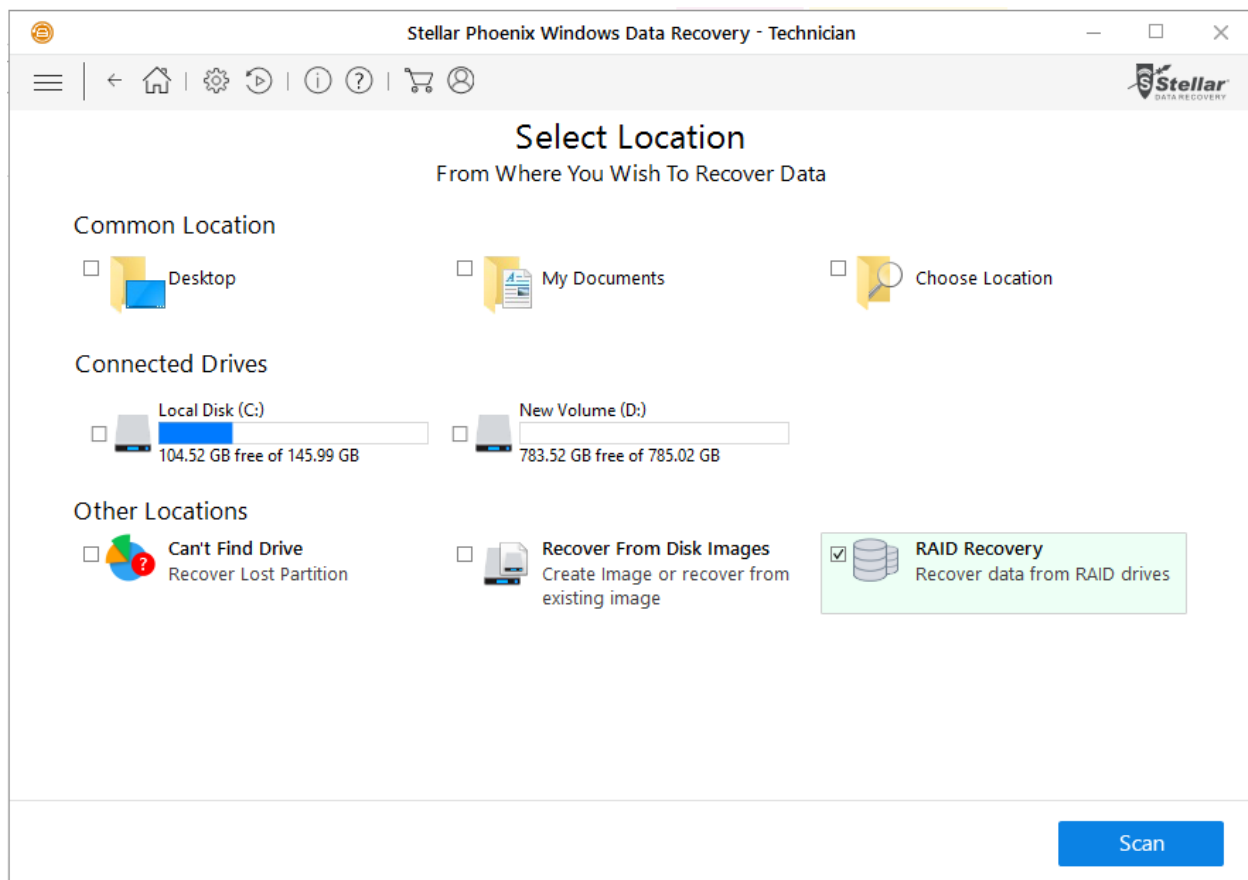 Stellar Phoenix Windows Data Recovery - Technician
Stellar
DATA RECOVERY
Select Location
From Where You Wish To Recover Data
Common Location
Desktop
My Documents
Choose Location
Connected Drives
Local Disk (C:)
New Volume (D:)
104.52 GB free of 145.99 GB
783.52 GB free of 785.02 GB
Other Locations
Can't Find Drive
Recover Lost Partition
Recover From Disk Images
Create Image or recover from
existing image
RAID Recovery
Recover data from RAID drives
Scan